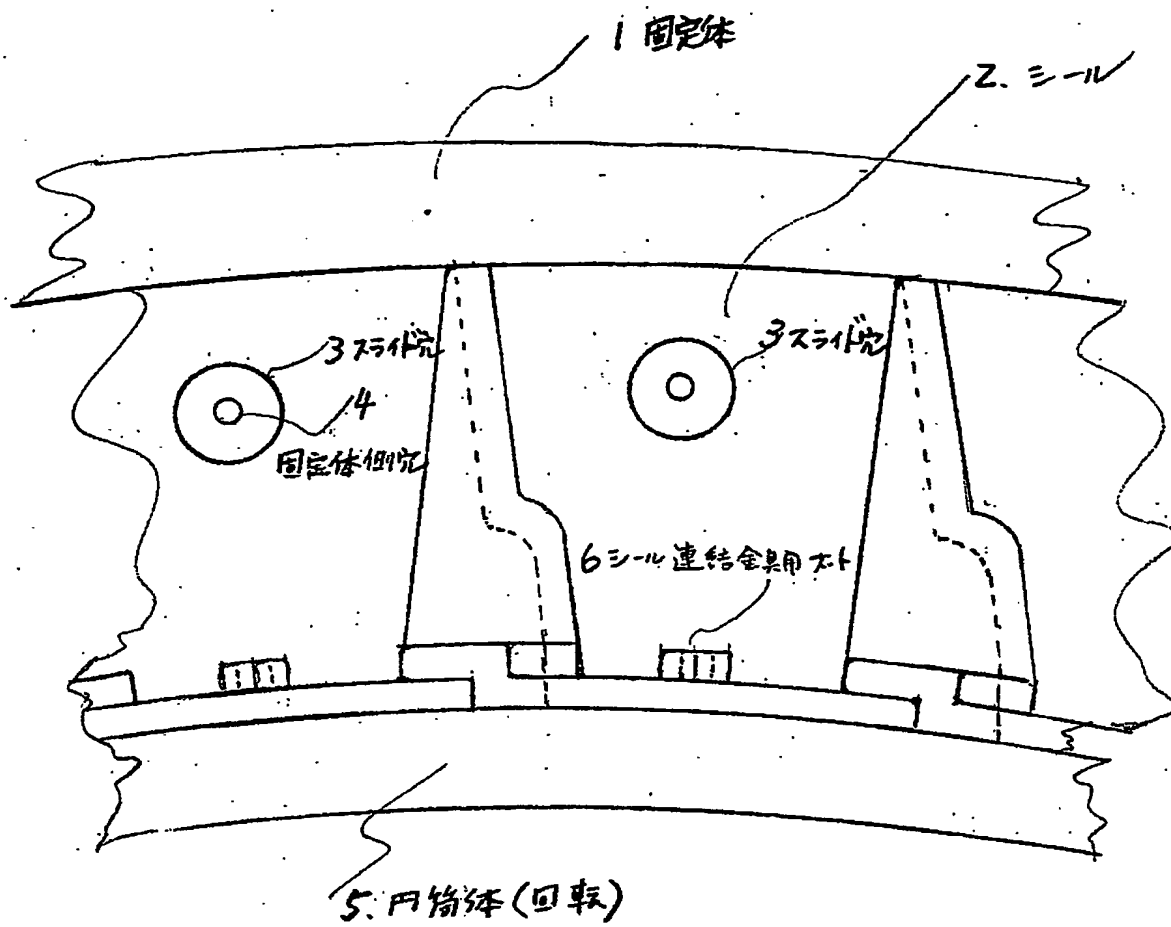 1 固定体
2. シール
3 スライド穴
3 スライド穴
4
固定体側穴
6 シール連結金具用ナット
5. 円筒体(回転)